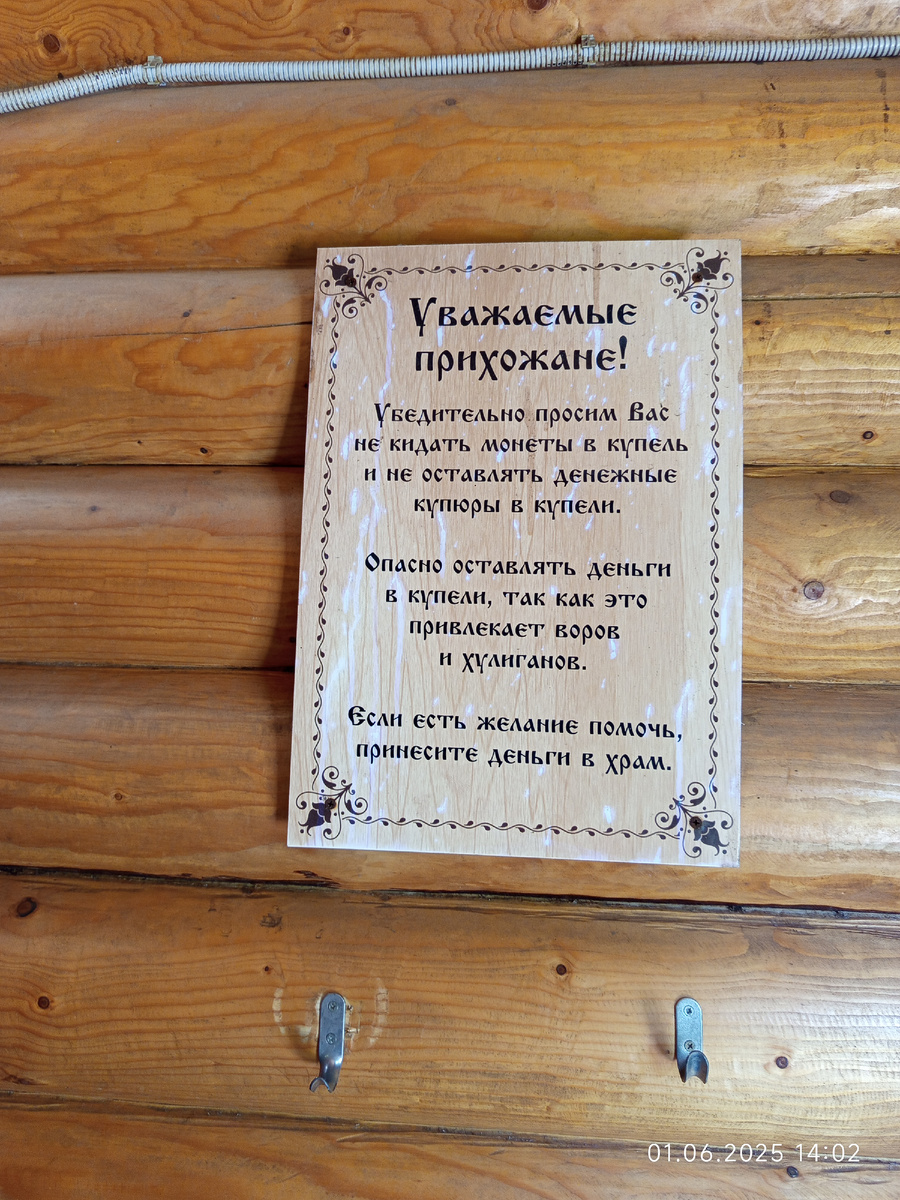 Уважаемые
прихожане!
Убедительно просим Вас
не кидать монеты в купель
и не оставлять денежные
купюры в купели.
Опасно оставлять деньги
в купели, так как это
привлекает воров
и хулиганов.
Если есть желание помочь,
принесите деньги в храм.
01.06.2025 14:02